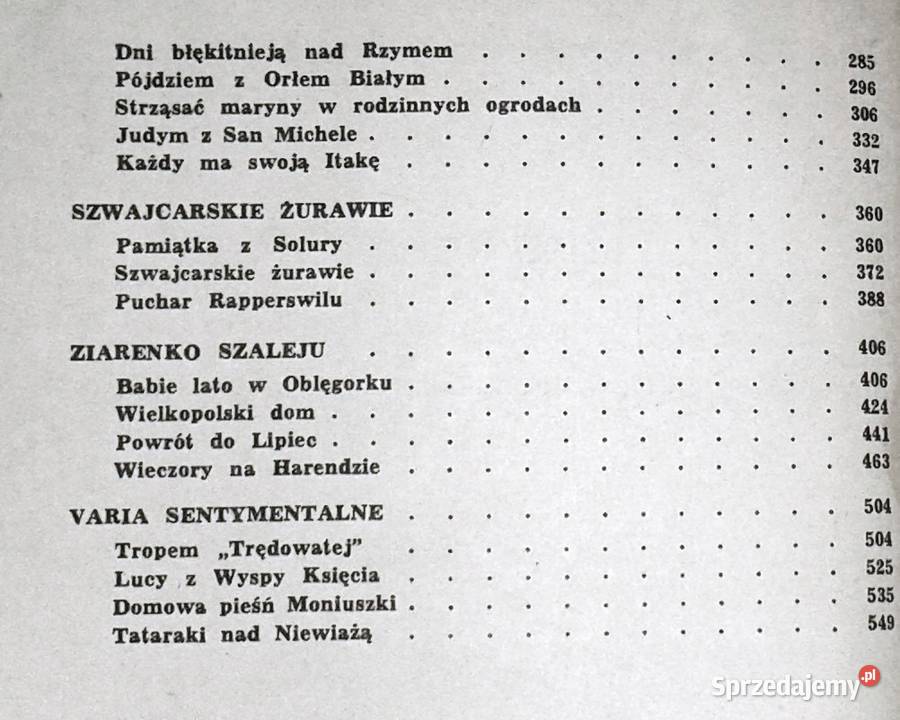 Dni błękitnieją nad Rzymem . . . . . . . . . . 285
Pójdziem z Orłem Białym . . . . . . . . . . . 296
Strząsać maryny w rodzinnych ogrodach . . . . . . . 306
Judym z San Michele . . . . . . . . . . . . . 332
Każdy ma swoją Itakę . . . . . . . . . . . . 347
SZWAJCARSKIE ŻURAWIE . . . . . . . . . . . . 360
Pamiątka z Solury . . . . . . . . . . . . . 360
Szwajcarskie żurawie . . . . . . . . . . . . . 372
Puchar Rapperswilu . . . . . . . . . . . . . 388
ZIARENKO SZALEJU . . . . . . . . . . . . . 406
Babie lato w Oblęgorku . . . . . . . . . . . . 406
Wielkopolski dom . . . . . . . . . . . . . . 424
Powrót do Lipiec . . . . . . . . . . . . . . 441
Wieczory na Harendzie . . . . . . . . . . . . 463
VARIA SENTYMENTALNE . . . . . . . . . . . . 504
Tropem „Trędowatej” . . . . . . . . . . . . 504
Lucy z Wyspy Księcia . . . . . . . . . . . . 525
Domowa pieśń Moniuszki . . . . . . . . . . . . 535
Tataraki nad Niewiażą . . . . . . . . . . . . 549
Sprzedajemy.pl